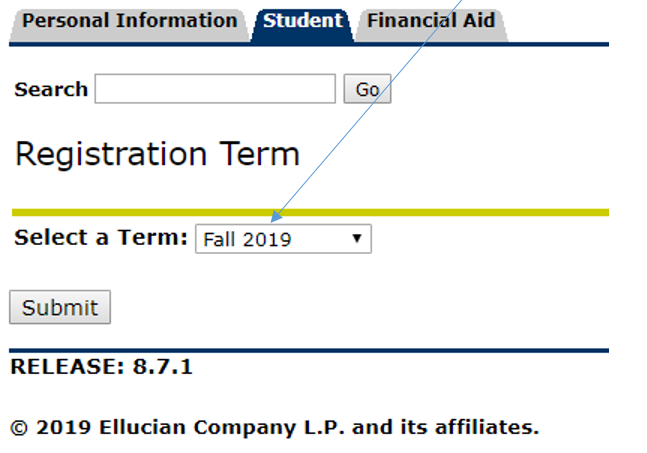 Personal Information Student Financial Aid
Search Go
Registration Term
Select a Term: Fall 2019
Submit
RELEASE: 8.7.1
© 2019 Ellucian Company L.P. and its affiliates.